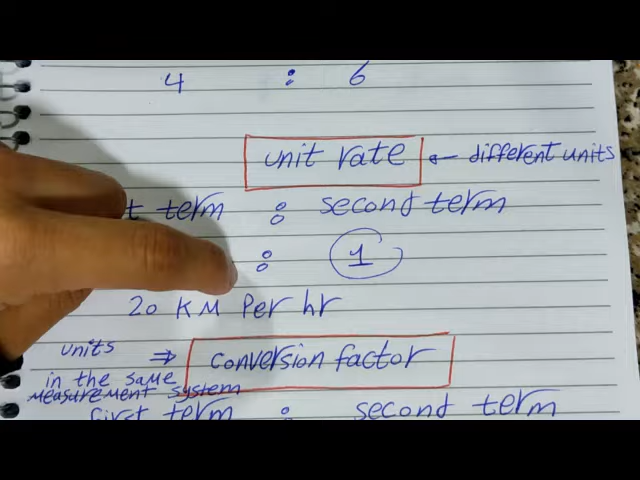 4 : 6
unit rate ← different units
t term : second term
: 1
20 KM Per hr
units ⇒ conversion factor
in the same
measurement system
first term : second term